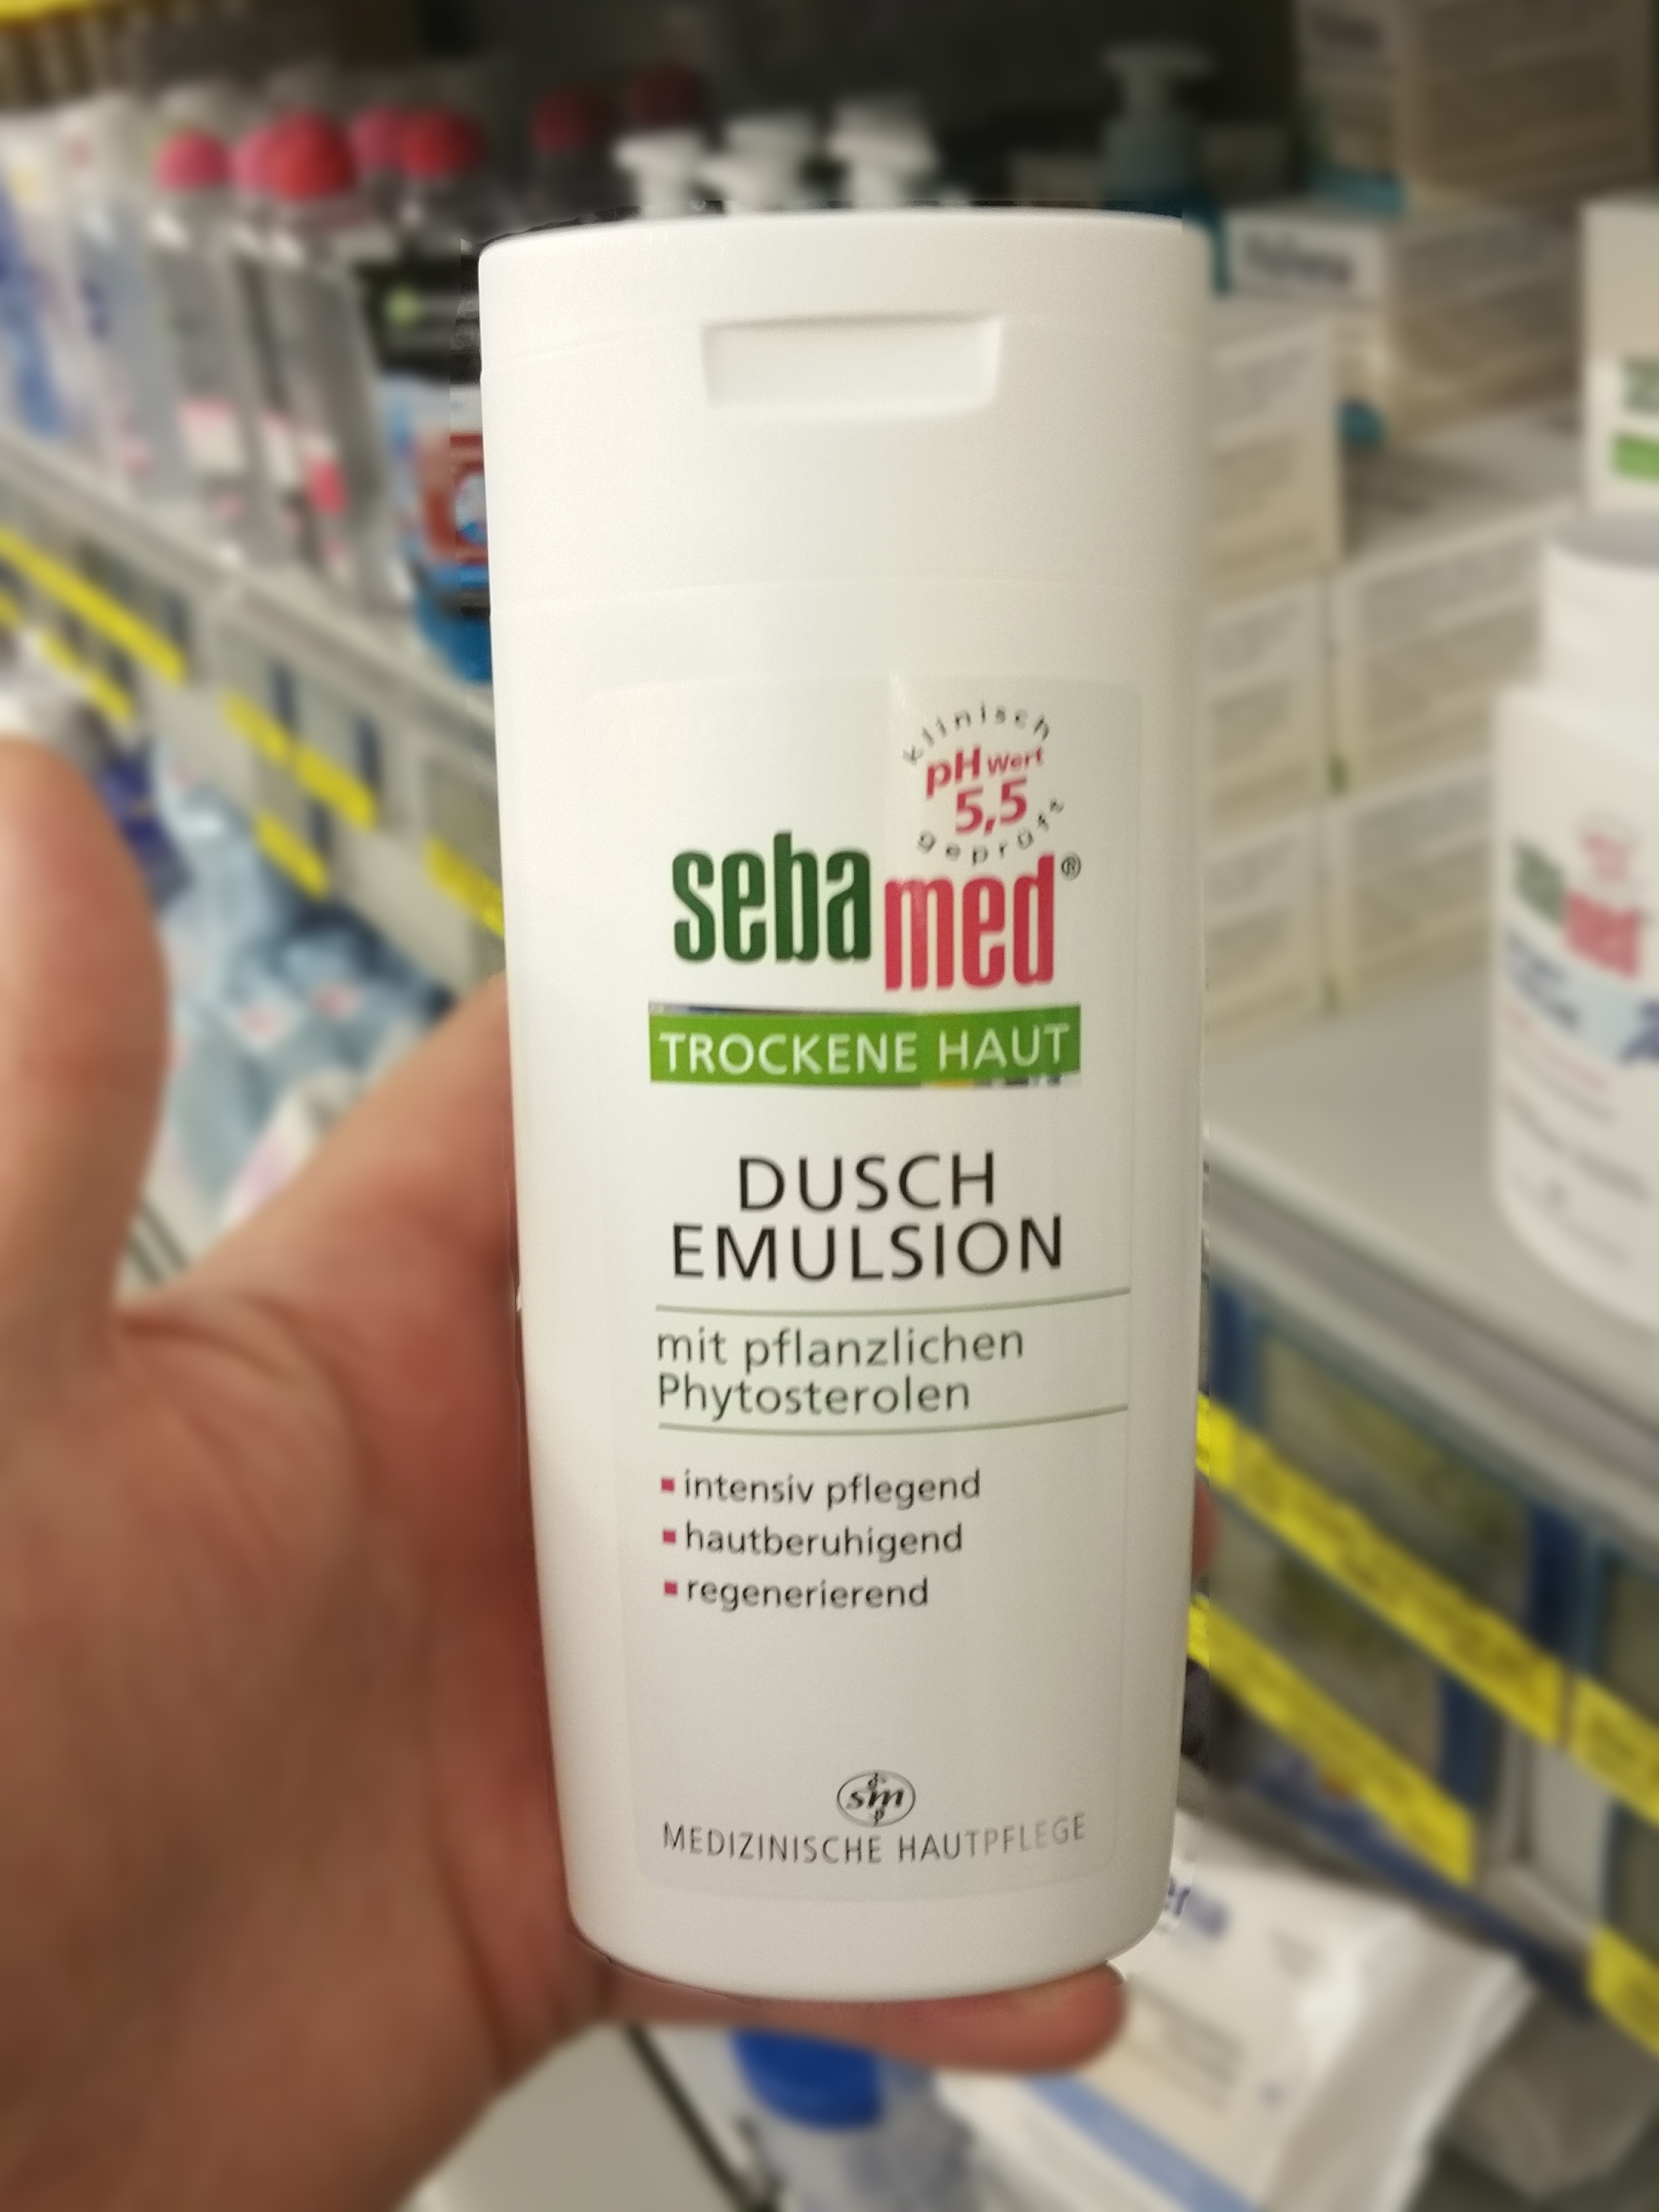 klinisch
pH Wert
5,5
geprüft
sebamed®
TROCKENE HAUT
DUSCH
EMULSION
mit pflanzlichen
Phytosterolen
intensiv pflegend
hautberuhigend
regenerierend
sm
MEDIZINISCHE HAUTPFLEGE
med